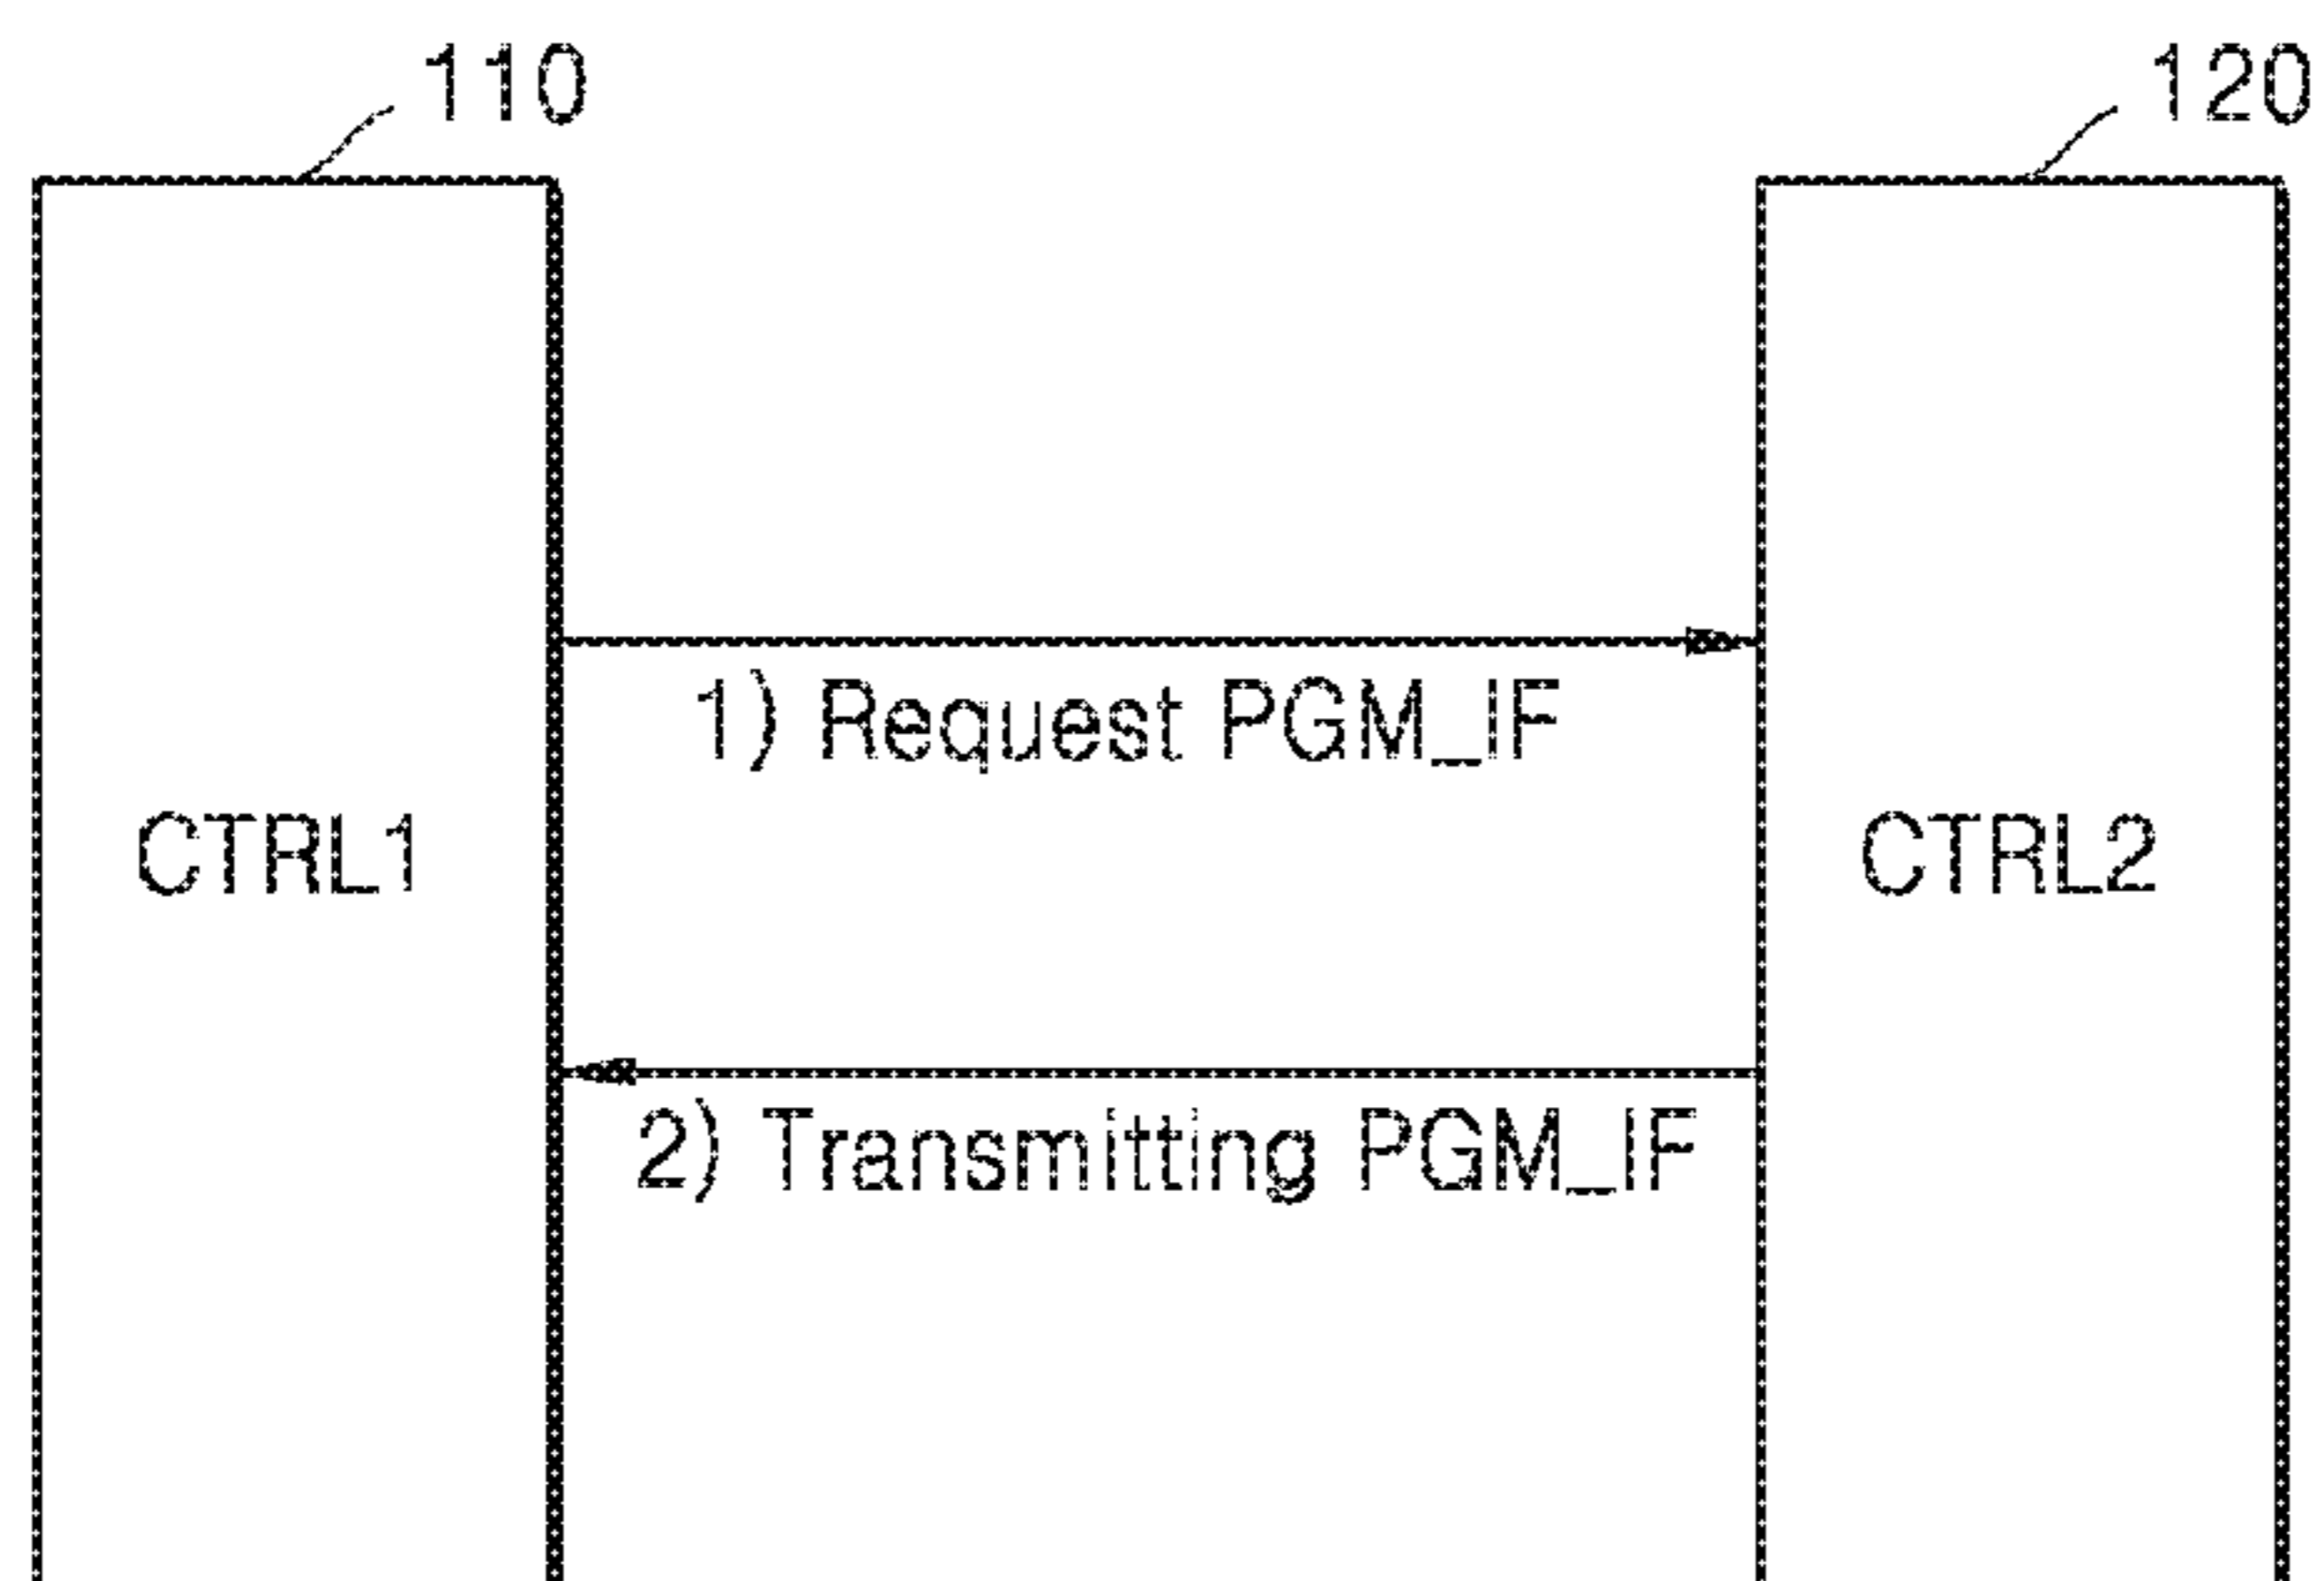 110
120
1) Request PGM_IF
CTRL1
CTRL2
2) Transmitting PGM_IF